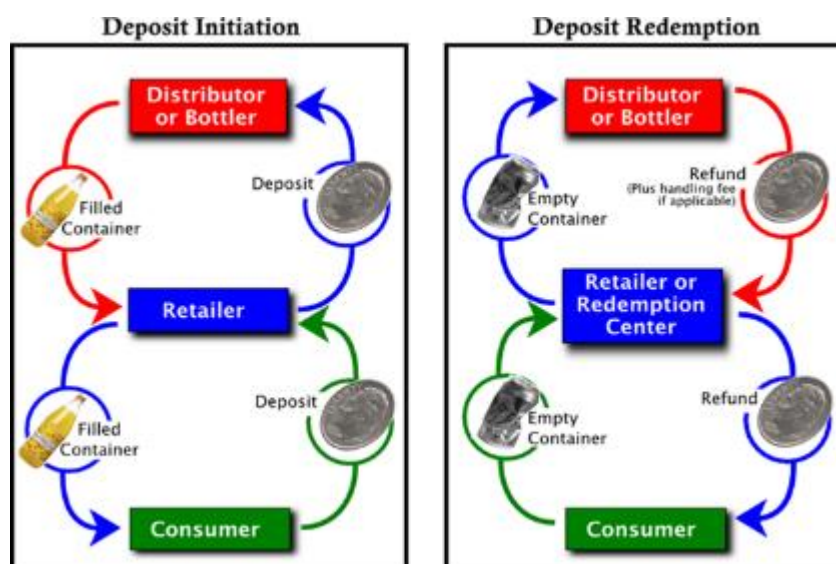 Deposit Initiation
Distributor
or Bottler
Deposit
Filled
Container
Retailer
Deposit
Filled
Container
Consumer
Deposit Redemption
Distributor
or Bottler
Refund
(Plus handling fee
if applicable)
Empty
Container
Retailer or
Redemption
Center
Refund
Empty
Container
Consumer